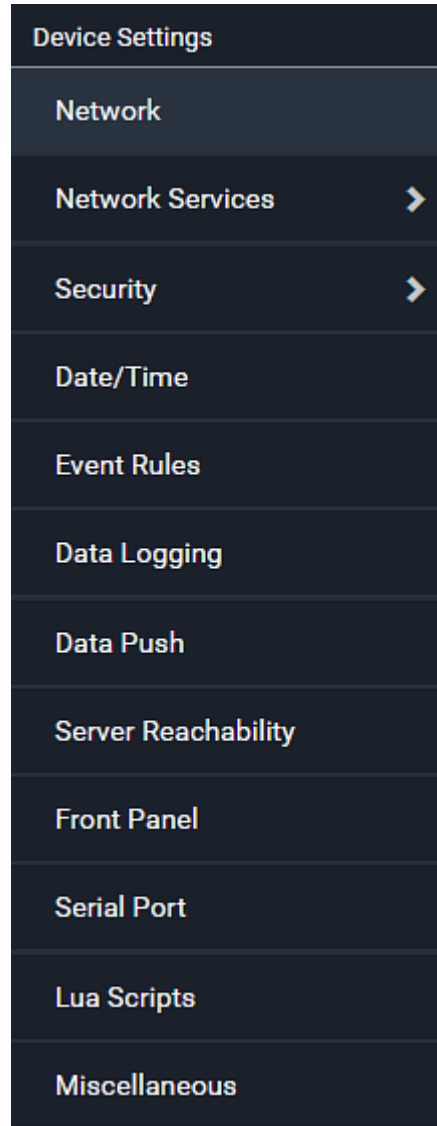 Device Settings
Network
Network Services
Security
Date/Time
Event Rules
Data Logging
Data Push
Server Reachability
Front Panel
Serial Port
Lua Scripts
Miscellaneous